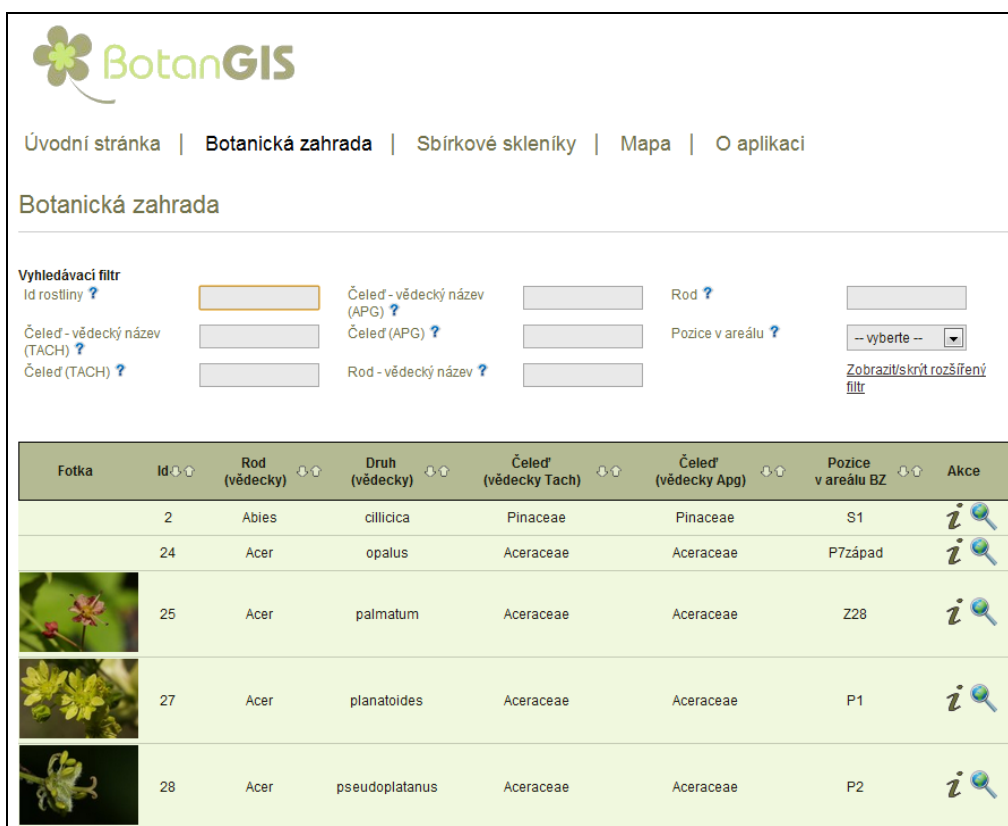 BotanGIS
Úvodní stránka | Botanická zahrada | Sbírkové skleníky | Mapa | O aplikaci
Botanická zahrada
Vyhledávací filtr
Id rostliny ?
Čeleď - vědecký název
(APG) ?
Rod ?
Čeleď - vědecký název
(TACH) ?
Čeleď (APG) ?
Pozice v areálu ?
-- vyberte --
Čeleď (TACH) ?
Rod - vědecký název ?
Zobrazit/skrýt rozšířený
filtr
Fotka Id Rod (vědecky) Druh (vědecky) Čeleď (vědecky Tach) Čeleď (vědecky Apg) Pozice v areálu BZ Akce
2 Abies cillicica Pinaceae Pinaceae S1 i
24 Acer opalus Aceraceae Aceraceae P7západ i
25 Acer palmatum Aceraceae Aceraceae Z28 i
27 Acer planatoides Aceraceae Aceraceae P1 i
28 Acer pseudoplatanus Aceraceae Aceraceae P2 i